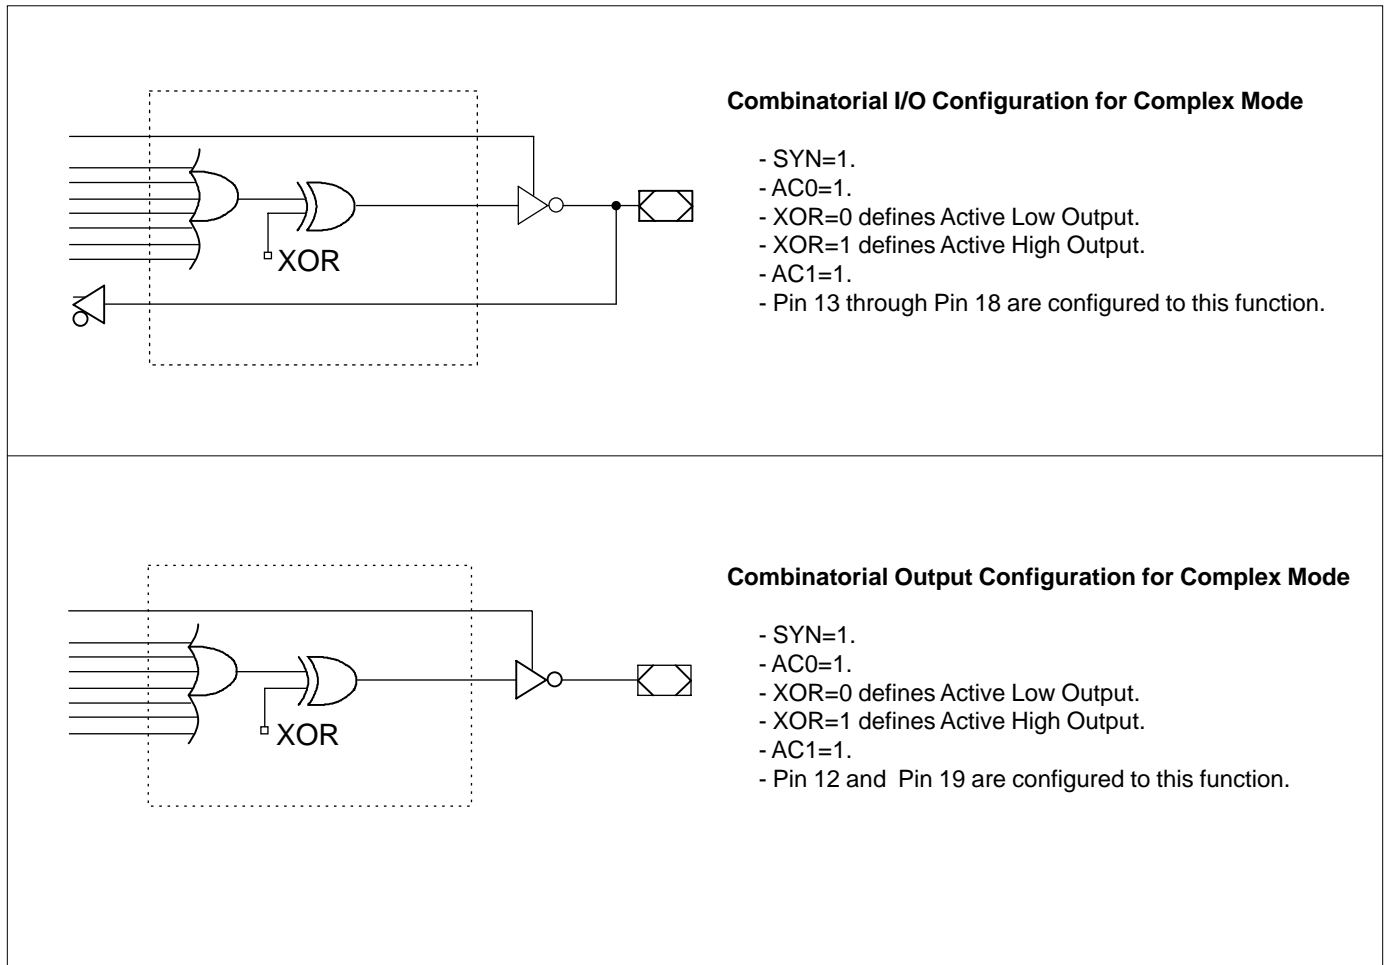 Combinatorial I/O Configuration for Complex Mode
- SYN=1.
- AC0=1.
- XOR=0 defines Active Low Output.
- XOR=1 defines Active High Output.
- AC1=1.
- Pin 13 through Pin 18 are configured to this function.
XOR
Combinatorial Output Configuration for Complex Mode
- SYN=1.
- AC0=1.
- XOR=0 defines Active Low Output.
- XOR=1 defines Active High Output.
- AC1=1.
- Pin 12 and  Pin 19 are configured to this function.
XOR